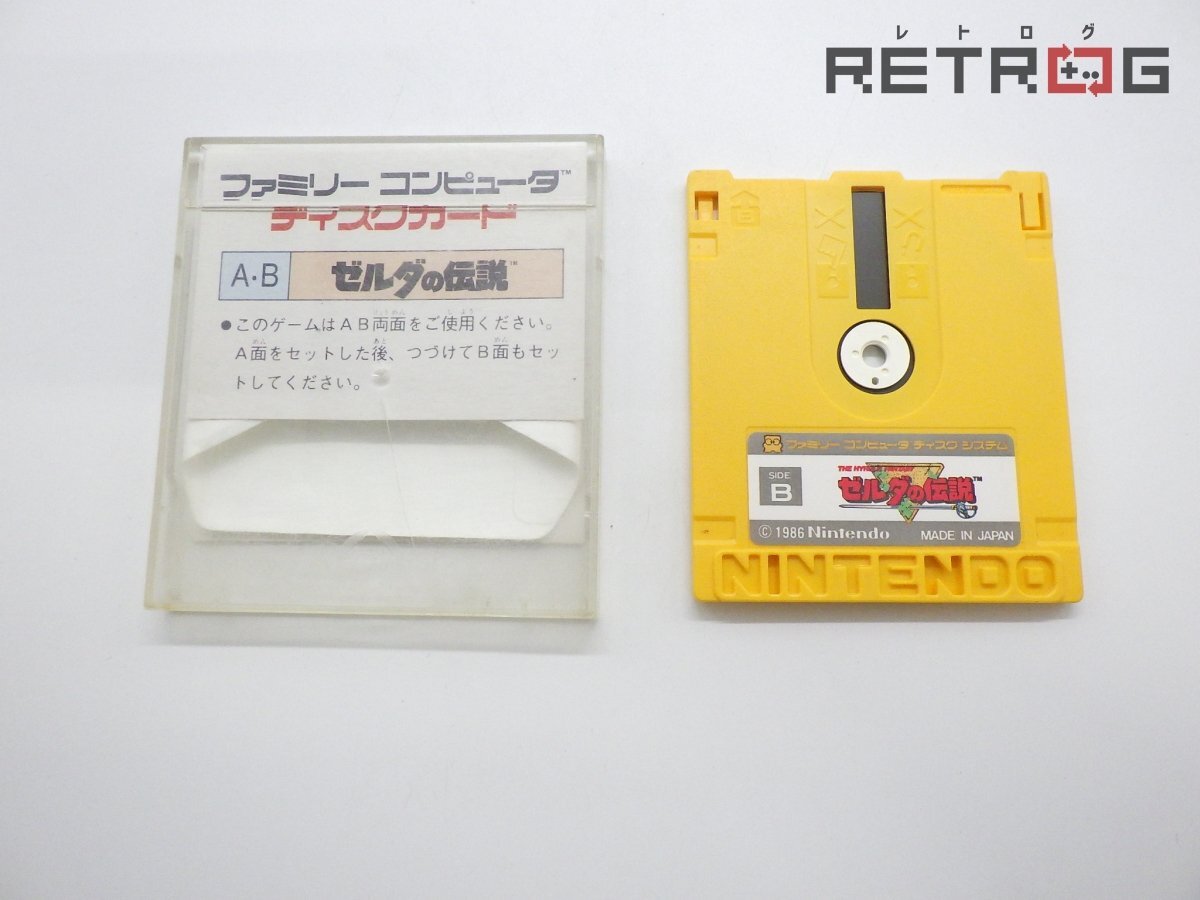 レトログ
RETROG
ファミリー コンピュータ™
ディスクカード
A・B ゼルダの伝説™
●このゲームはＡＢ両面をご使用ください。
Ａ面をセットした後、つづけてＢ面もセッ
トしてください。
ファミリー コンピュータ ディスク システム
SIDE
B
THE HYRULE FANTASY
ゼルダの伝説™
©1986 Nintendo MADE IN JAPAN
NINTENDO